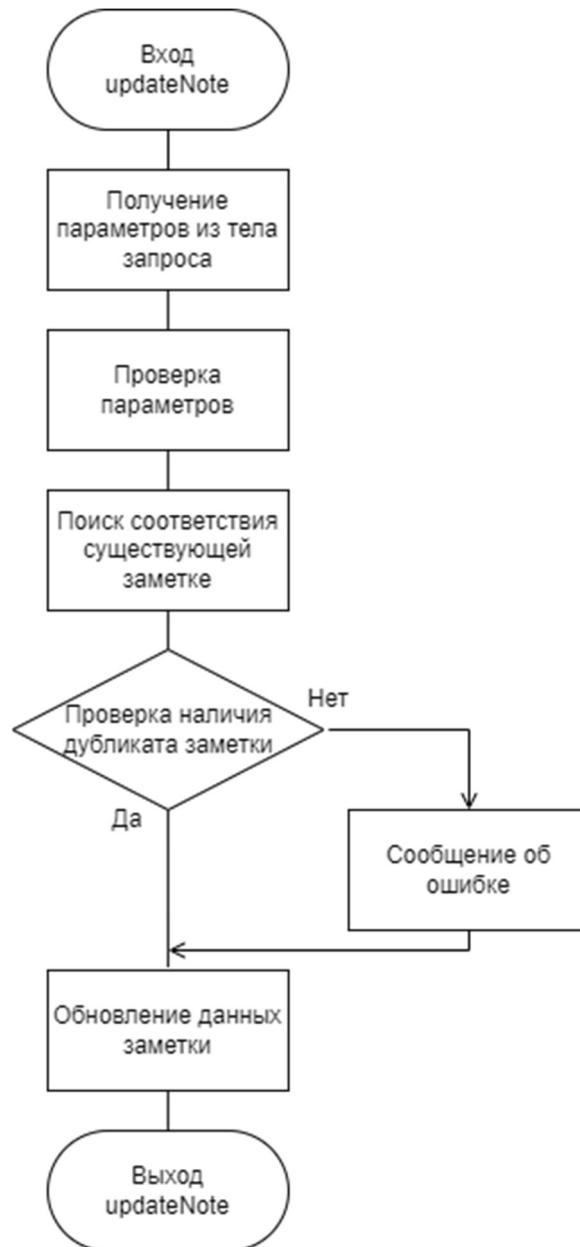 Вход
updateNote
Получение
параметров из тела
запроса
Проверка
параметров
Поиск соответствия
существующей
заметке
Проверка наличия
дубликата заметки
Нет
Да
Сообщение об
ошибке
Обновление данных
заметки
Выход
updateNote